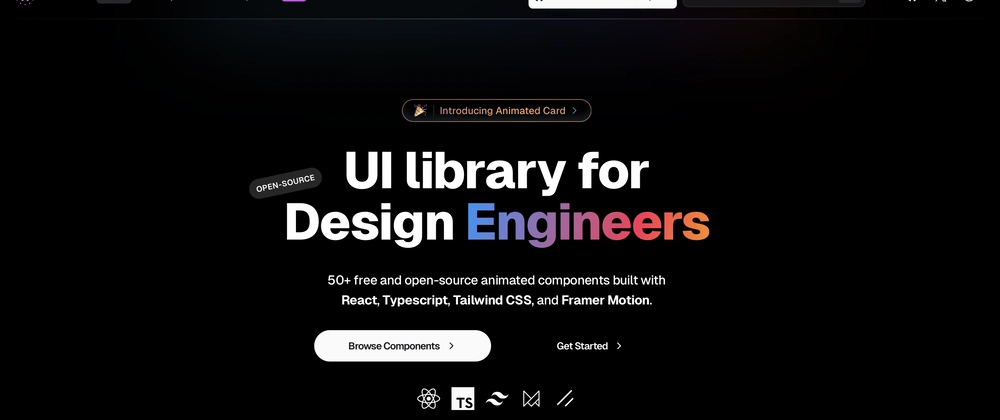 Introducing Animated Card
OPEN-SOURCE
UI library for
Design Engineers
50+ free and open-source animated components built with
React, Typescript, Tailwind CSS, and Framer Motion.
Browse Components
Get Started
TS